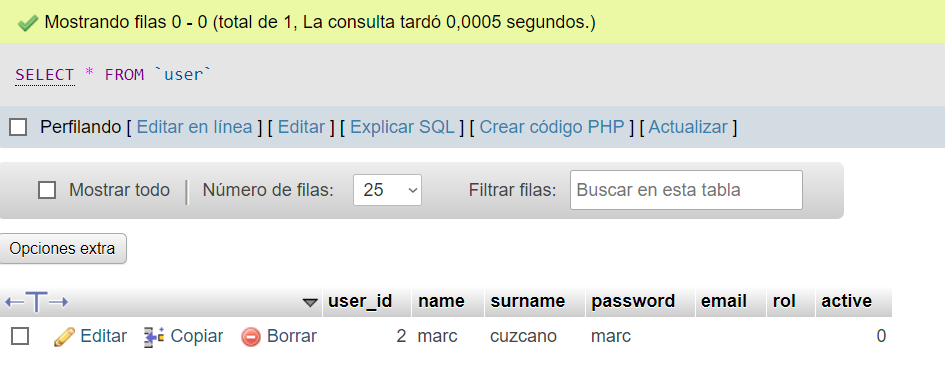 Mostrando filas 0 - 0 (total de 1, La consulta tardó 0,0005 segundos.)
SELECT * FROM `user`
Perfilando [ Editar en línea ] [ Editar ] [ Explicar SQL ] [ Crear código PHP ] [ Actualizar ]
Mostrar todo | Número de filas: 25 Filtrar filas: Buscar en esta tabla
Opciones extra
←T→ user_id name surname password email rol active
Editar Copiar Borrar 2 marc cuzcano marc 0